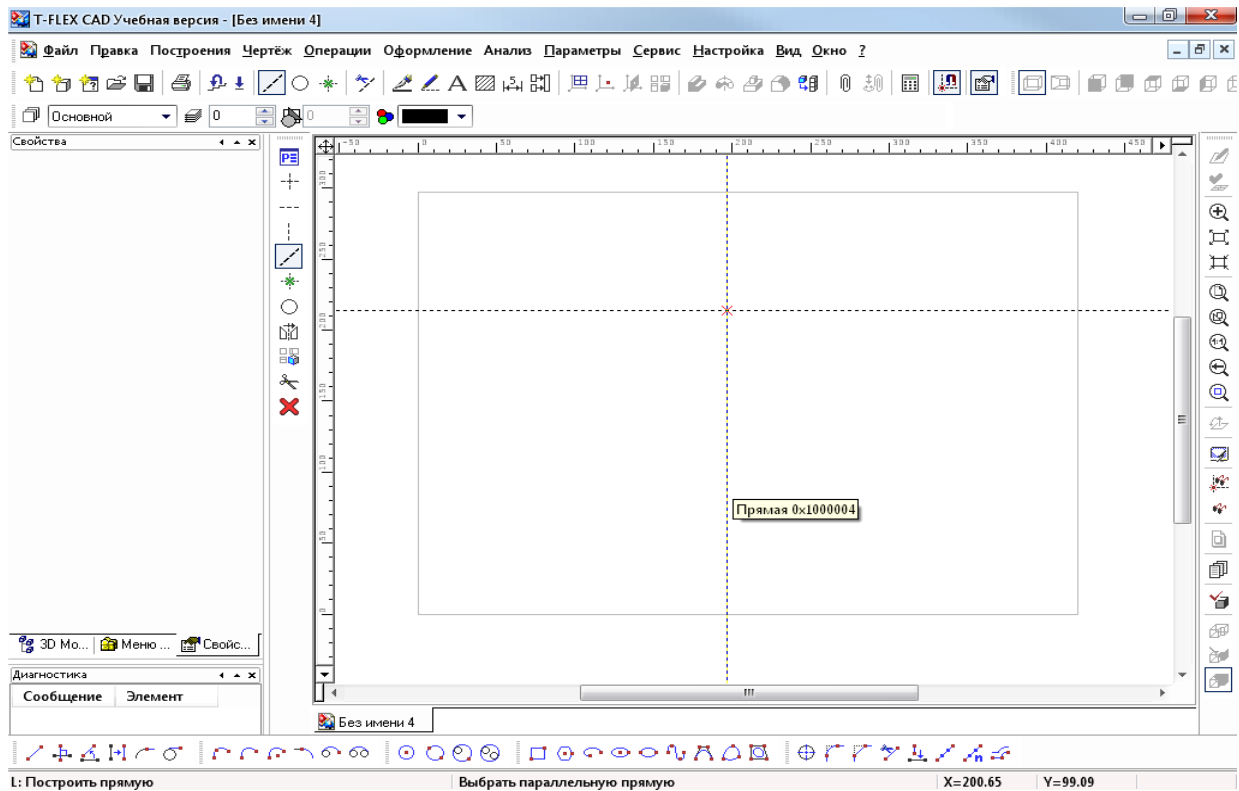 T-FLEX CAD Учебная версия - [Без имени 4]
Файл Правка Построения Чертёж Операции Оформление Анализ Параметры Сервис Настройка Вид Окно ?
Основной 0 0
Свойства
-50 0 50 100 150 200 250 300 350 400 450
300
250
200
150
100
50
0
Прямая 0x1000004
3D Мо... Меню ... Свойс...
Диагностика
Сообщение Элемент
Без имени 4
L: Построить прямую Выбрать параллельную прямую X=200.65 Y=99.09